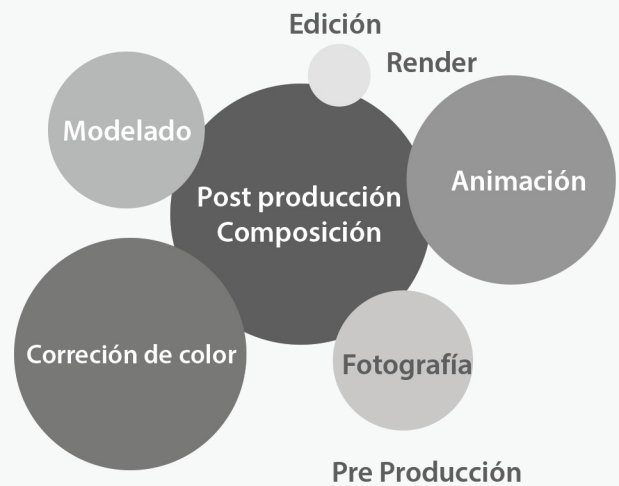 Edición
Render
Modelado
Animación
Post producción
Composición
Correción de color
Fotografía
Pre Producción